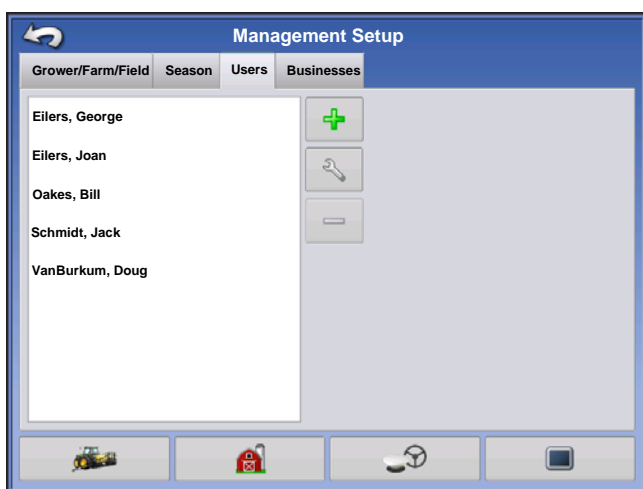 Management Setup
Grower/Farm/Field Season Users Businesses
Eilers, George
Eilers, Joan
Oakes, Bill
Schmidt, Jack
VanBurkum, Doug